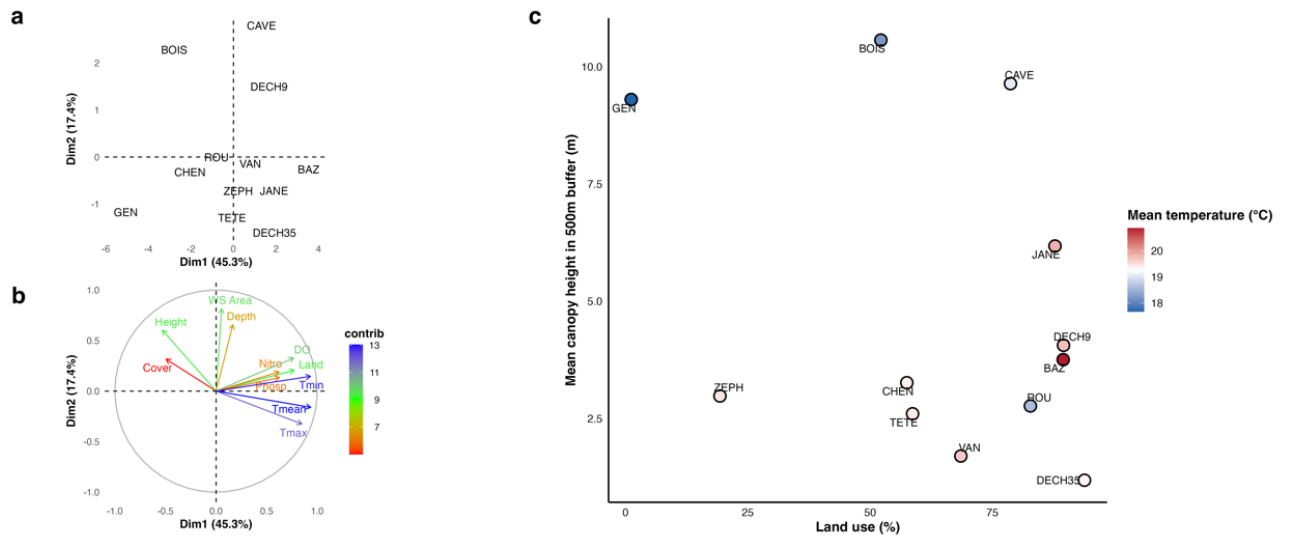 a
CAVE
BOIS
DECH9
ROU
VAN
CHEN
BAZ
ZEPH
JANE
GEN
TETE
DECH35
2
1
0
-1
-6
-4
-2
0
2
4
Dim1 (45.3%)
Dim2 (17.4%)
b
WS Area
Height
Depth
DO
Cover
Nitro
Land
Phosp
Tmin
Tmean
Tmax
1.0
0.5
0.0
-0.5
-1.0
-1.0
-0.5
0.0
0.5
1.0
Dim1 (45.3%)
Dim2 (17.4%)
contrib
13
11
9
7
c
BOIS
CAVE
GEN
JANE
DECH9
BAZ
CHEN
ZEPH
ROU
TETE
VAN
DECH35
10.0
7.5
5.0
2.5
0
25
50
75
Land use (%)
Mean canopy height in 500m buffer (m)
Mean temperature (°C)
20
19
18